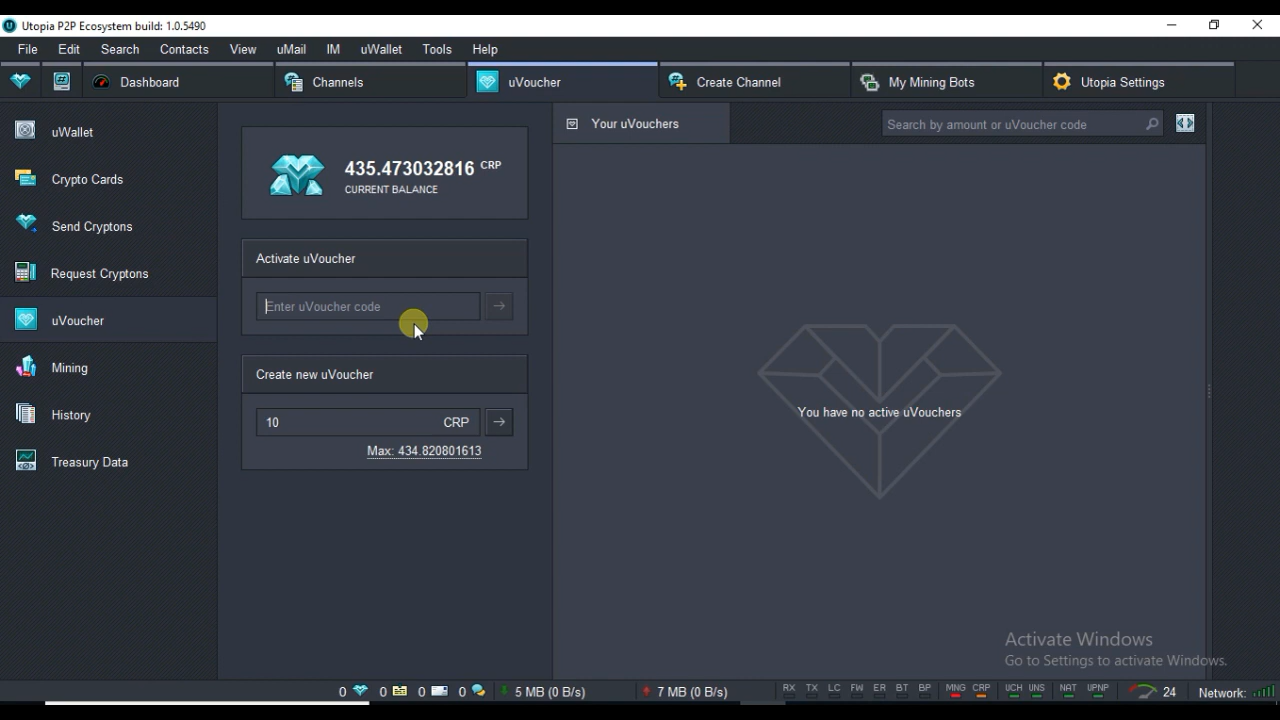 Utopia P2P Ecosystem build: 1.0.5490
File Edit Search Contacts View uMail IM uWallet Tools Help
Dashboard Channels uVoucher Create Channel My Mining Bots Utopia Settings
uWallet
Crypto Cards
Send Cryptons
Request Cryptons
uVoucher
Mining
History
Treasury Data
435.473032816 CRP
CURRENT BALANCE
Activate uVoucher
Enter uVoucher code
Create new uVoucher
10 CRP
Max: 434.820801613
Your uVouchers
Search by amount or uVoucher code
You have no active uVouchers
Activate Windows
Go to Settings to activate Windows.
0 0 0 0 5 MB (0 B/s) 7 MB (0 B/s) RX TX LC FW ER BT BP MNG CRP UCH UNS NAT UPNP 24 Network: